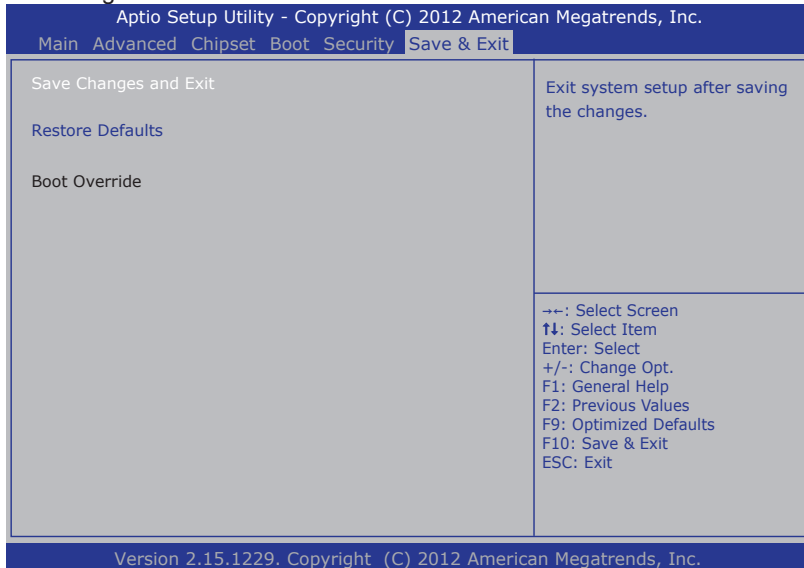 Aptio Setup Utility - Copyright (C) 2012 American Megatrends, Inc.
Main Advanced Chipset Boot Security Save & Exit
Save Changes and Exit
Restore Defaults
Boot Override
Exit system setup after saving
the changes.
→←: Select Screen
↑↓: Select Item
Enter: Select
+/-: Change Opt.
F1: General Help
F2: Previous Values
F9: Optimized Defaults
F10: Save & Exit
ESC: Exit
Version 2.15.1229. Copyright (C) 2012 American Megatrends, Inc.